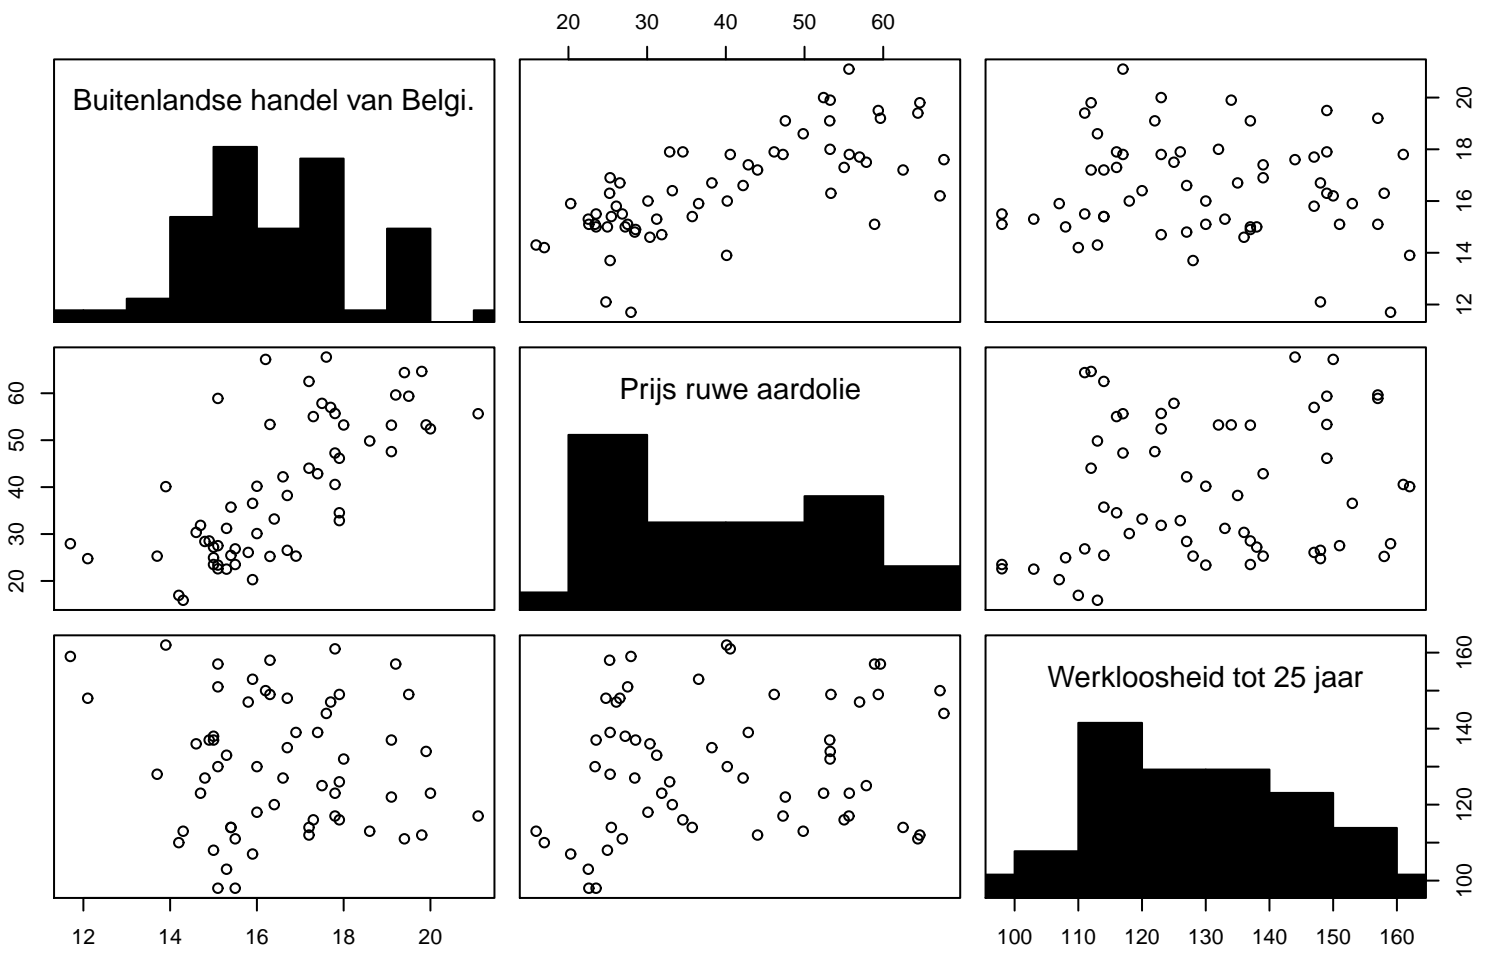 20 30 40 50 60
Buitenlandse handel van Belgi.
12 14 16 18 20
20 30 40 50 60
Prijs ruwe aardolie
Werkloosheid tot 25 jaar
100 120 140 160
12 14 16 18 20
100 110 120 130 140 150 160